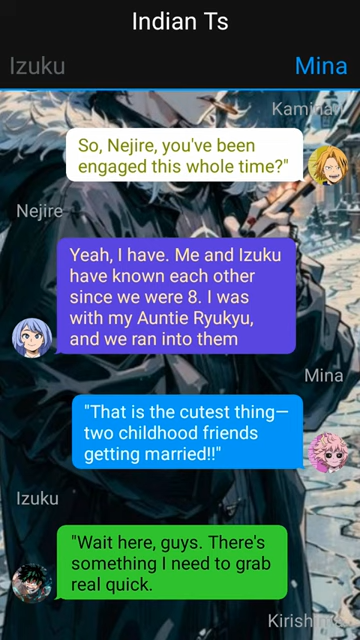 Indian Ts
Izuku
Mina
Kaminari
So, Nejire, you've been
engaged this whole time?"
Nejire
Yeah, I have. Me and Izuku
have known each other
since we were 8. I was
with my Auntie Ryukyu,
and we ran into them
Mina
"That is the cutest thing—
two childhood friends
getting married!!"
Izuku
"Wait here, guys. There's
something I need to grab
real quick.